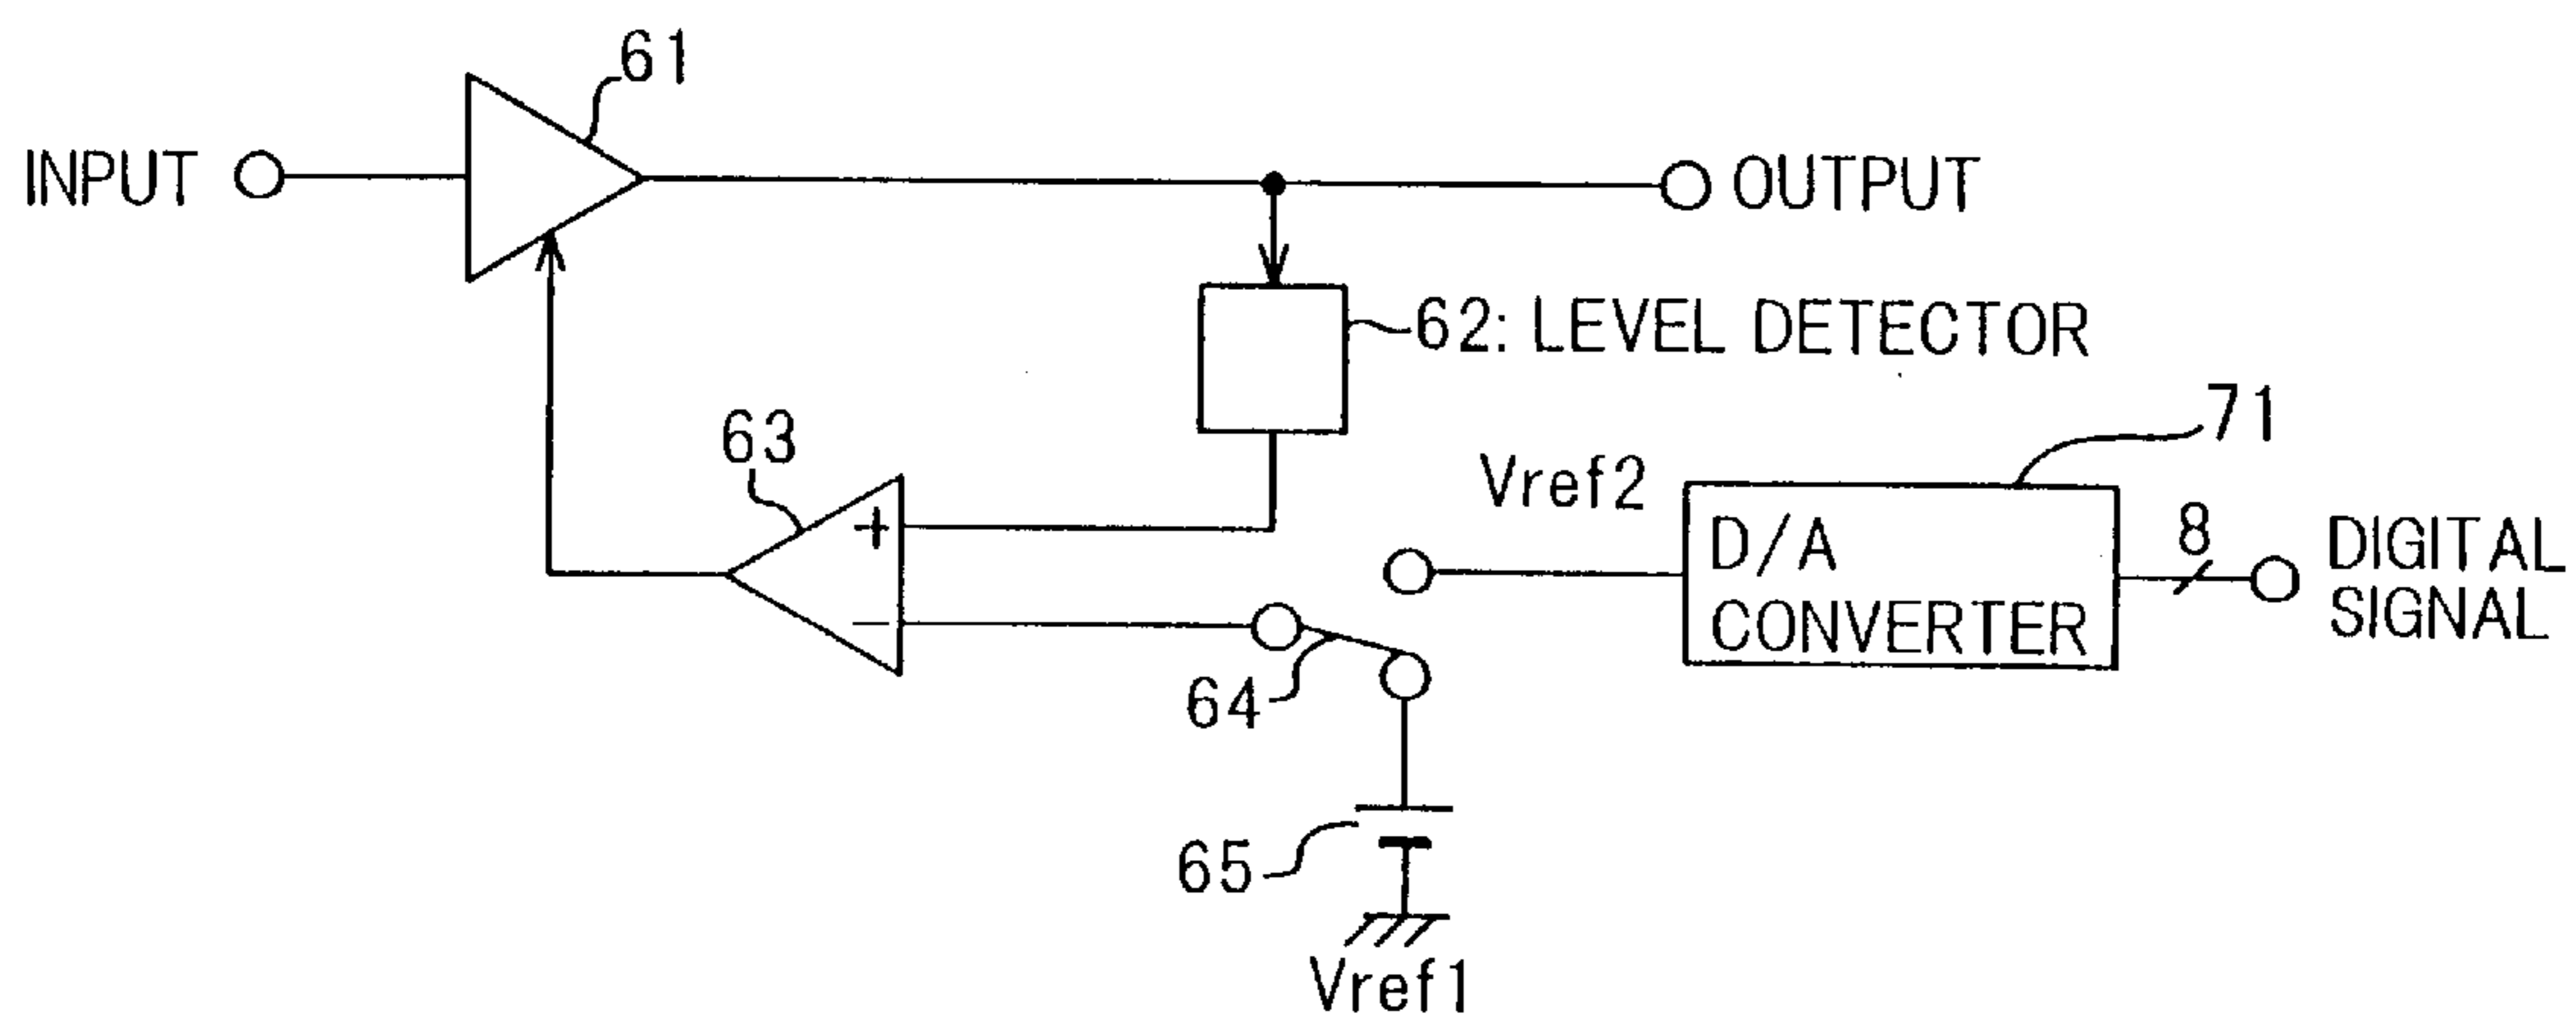 61
INPUT
OUTPUT
62: LEVEL DETECTOR
71
63
Vref2
+
D/A
CONVERTER
8
DIGITAL
SIGNAL
−
64
65
Vref1